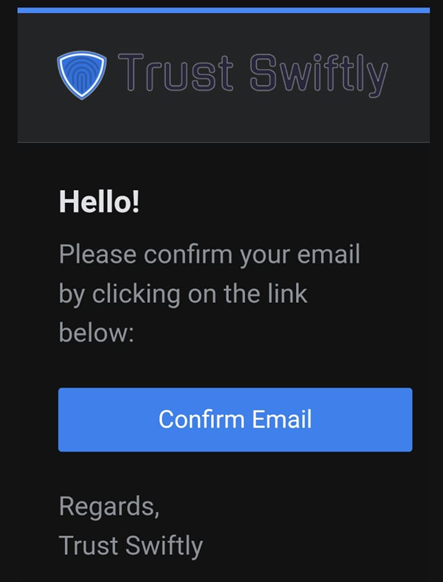 Trust Swiftly
Hello!
Please confirm your email
by clicking on the link
below:
Confirm Email
Regards,
Trust Swiftly